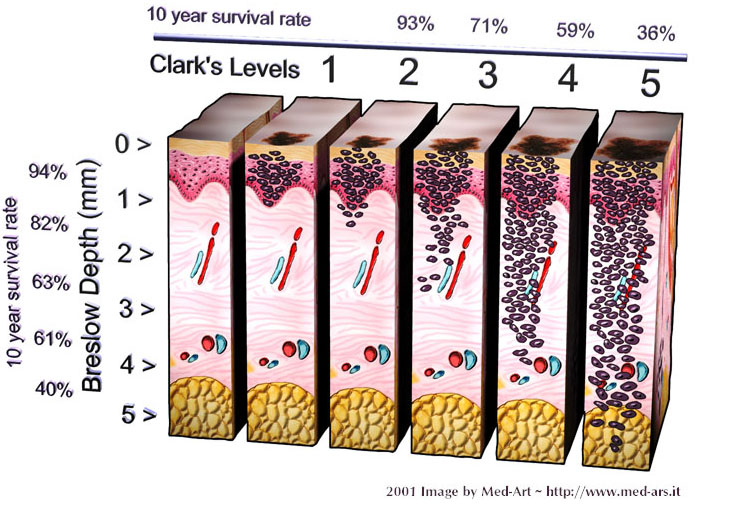 10 year survival rate 93% 71% 59% 36%
Clark's Levels 1 2 3 4 5
0 >
94%
1 >
82%
2 >
63%
3 >
61%
4 >
40%
5 >
10 year survival rate
Breslow Depth (mm)
2001 Image by Med-Art ~ http://www.med-ars.it